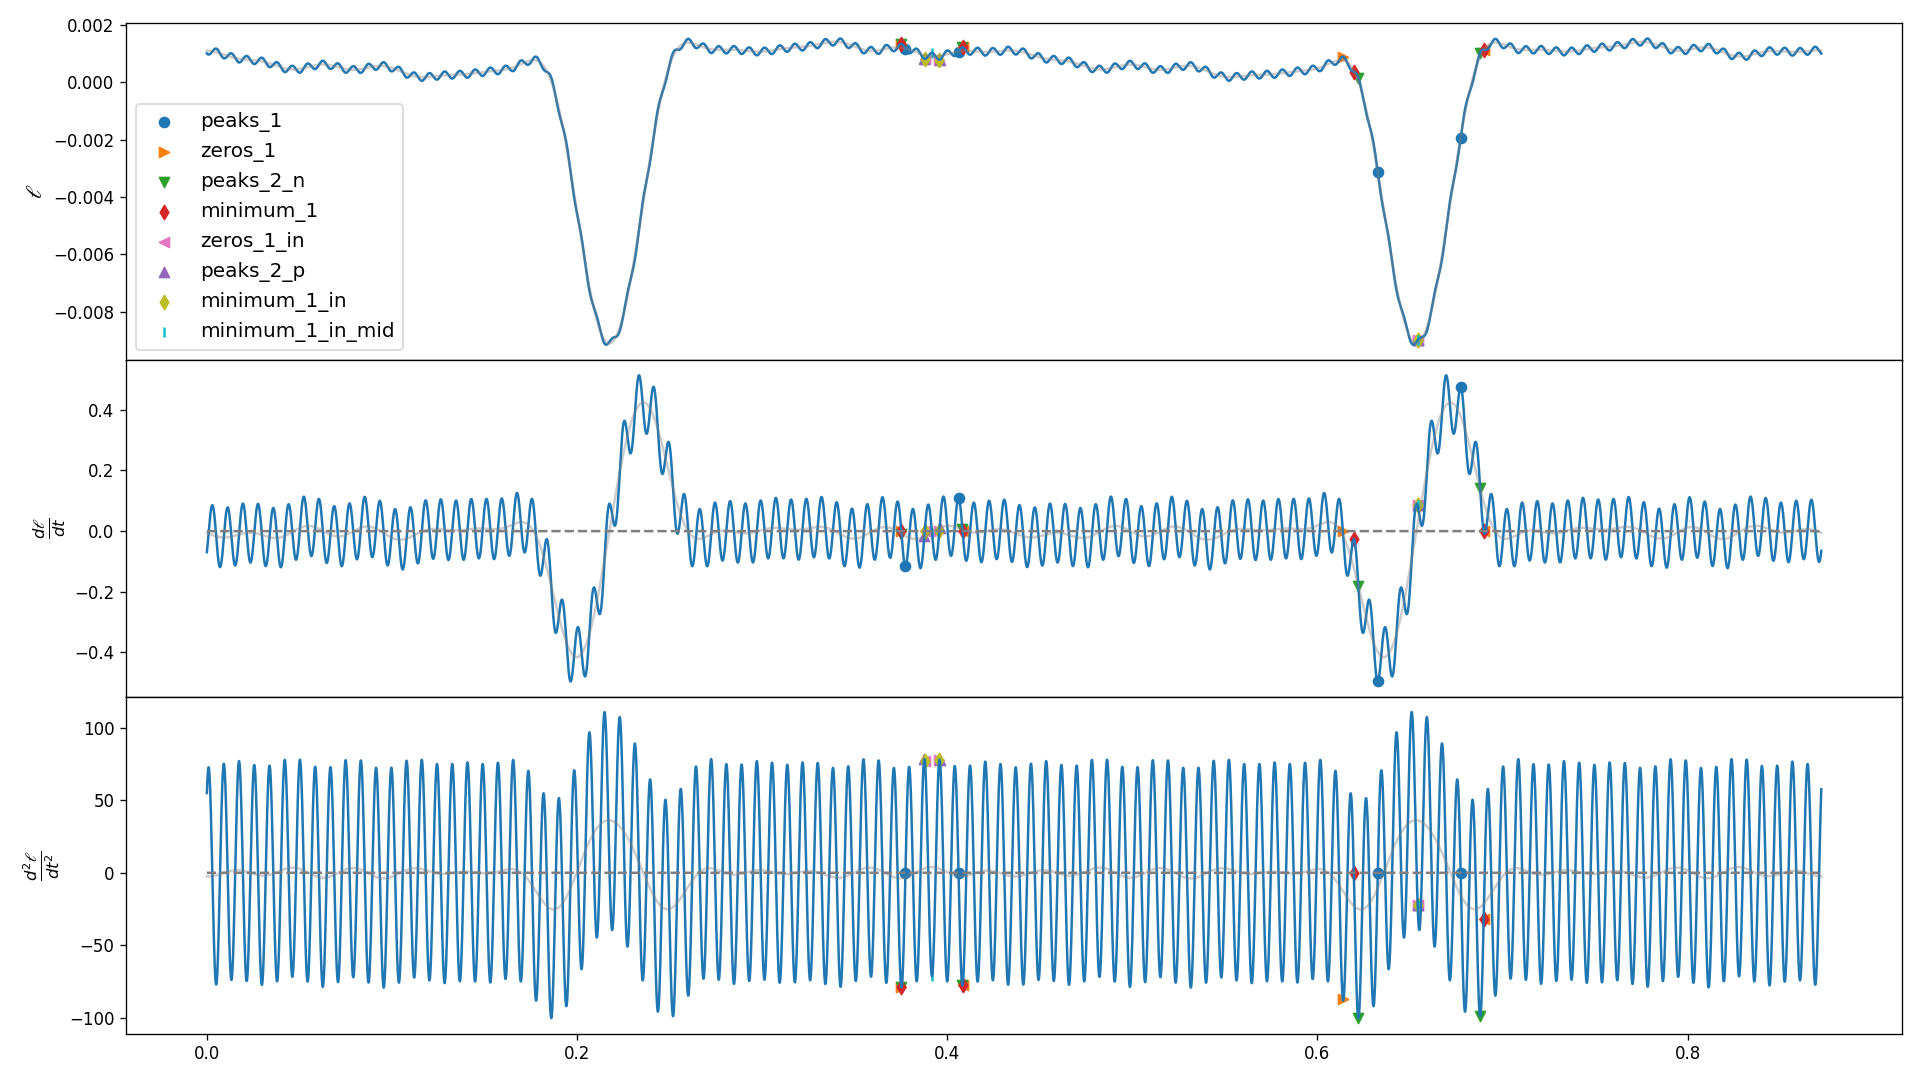 0.002
0.000
−0.002
−0.004
−0.006
−0.008
ℓ
peaks_1
zeros_1
peaks_2_n
minimum_1
zeros_1_in
peaks_2_p
minimum_1_in
minimum_1_in_mid
0.4
0.2
0.0
−0.2
−0.4
dℓ
dt
100
50
0
−50
−100
d²ℓ
dt²
0.0 0.2 0.4 0.6 0.8